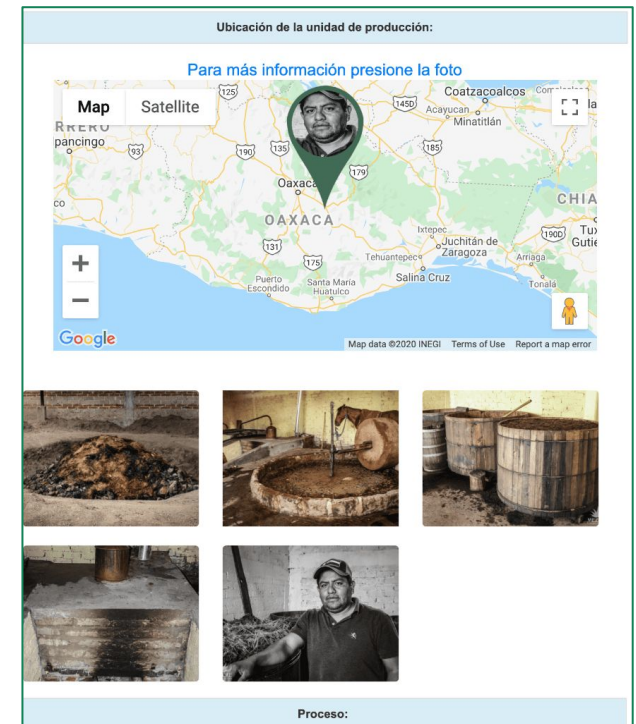 Ubicación de la unidad de producción:
Para más información presione la foto
Map Satellite
125
145D
Coatzacoalcos
Acayucan
Minatitlán
RRERO
pancingo
93
190
135
185
179
Oaxaca
co
CHIA
OAXACA
Ixtepec
190D
Tux
Gutié
131
Juchitán de
Zaragoza
Tehuantepec
Arriaga
175
Salina Cruz
Tonalá
Puerto
Escondido
Santa María
Huatulco
+
−
Google
Map data ©2020 INEGI Terms of Use Report a map error
Proceso: